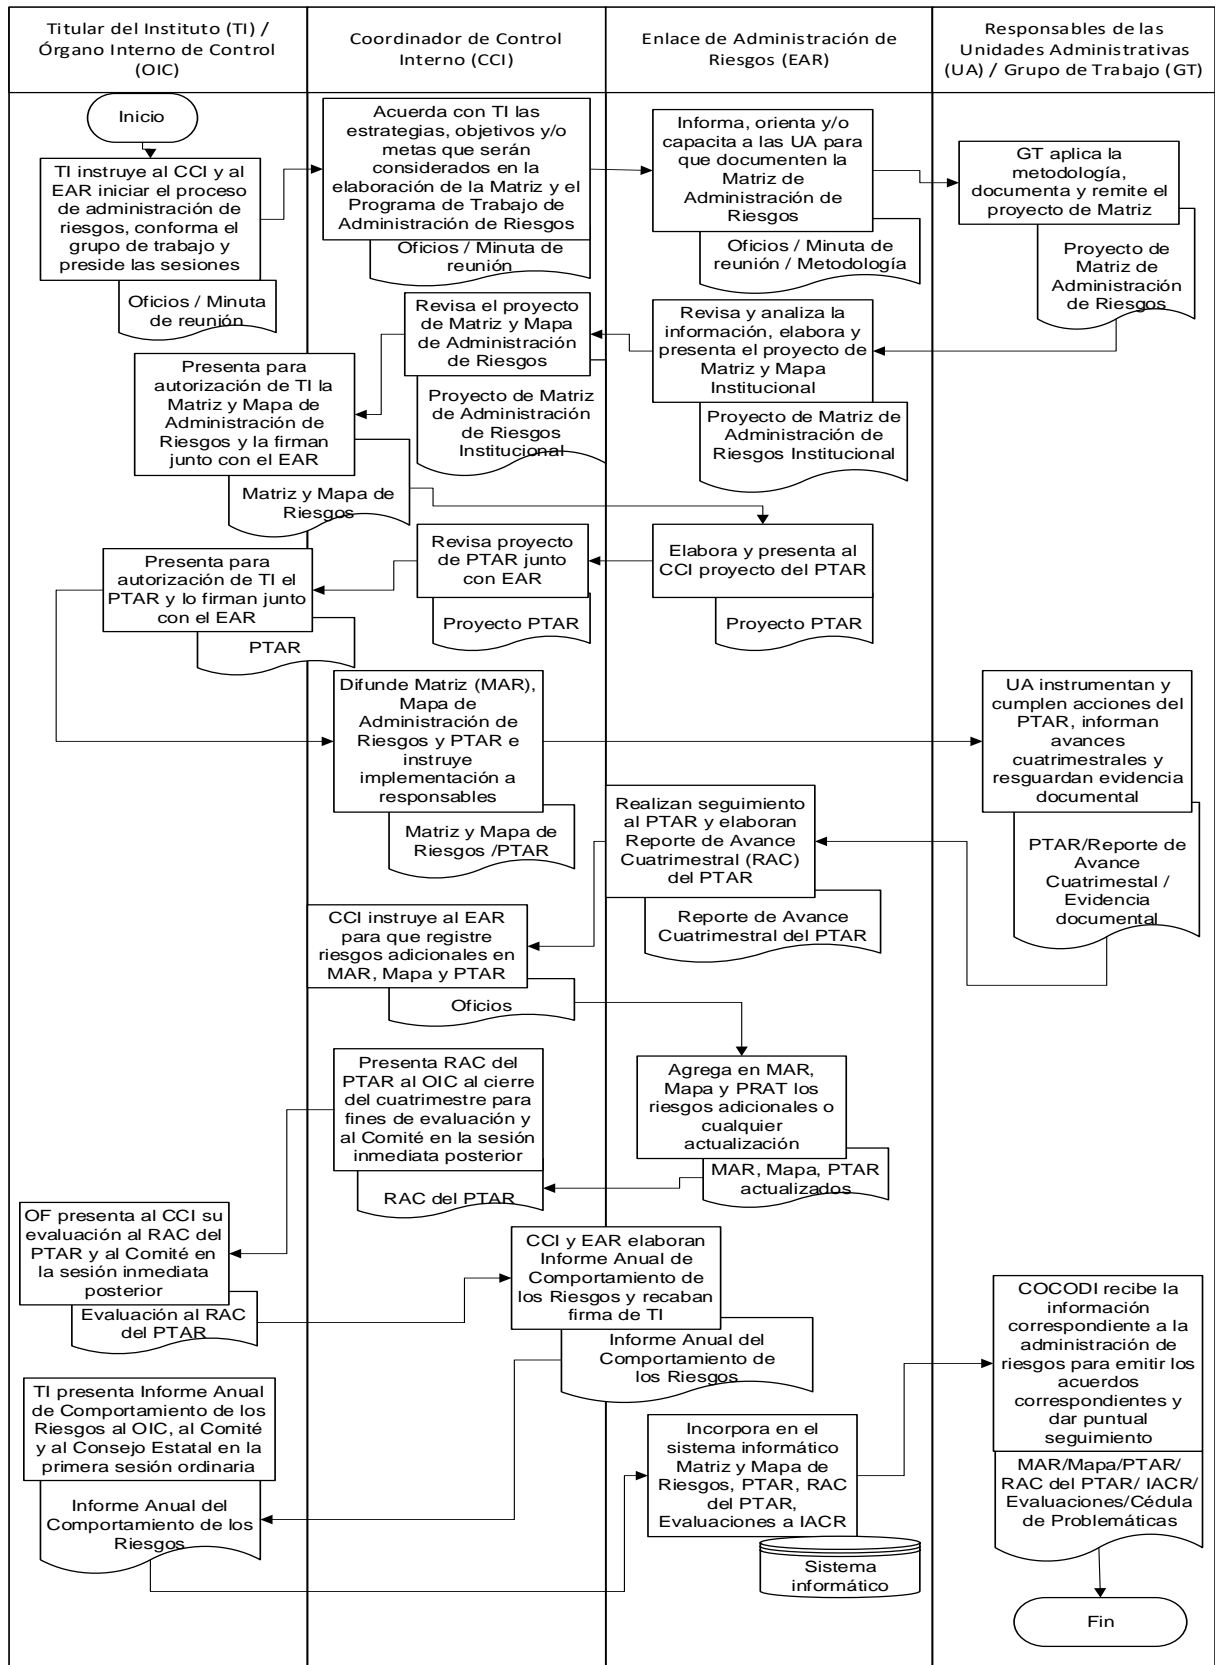 Titular del Instituto (TI) /
Órgano Interno de Control
(OIC)
Coordinador de Control
Interno (CCI)
Enlace de Administración de
Riesgos (EAR)
Responsables de las
Unidades Administrativas
(UA) / Grupo de Trabajo (GT)
Inicio
TI instruye al CCI y al
EAR iniciar el proceso
de administración de
riesgos, conforma el
grupo de trabajo y
preside las sesiones
Oficios / Minuta
de reunión
Acuerda con TI las
estrategias, objetivos y/o
metas que serán
considerados en la
elaboración de la Matriz y el
Programa de Trabajo de
Administración de Riesgos
Oficios / Minuta de
reunión
Informa, orienta y/o
capacita a las UA para
que documenten la
Matriz de
Administración de
Riesgos
Oficios / Minuta de
reunión / Metodología
GT aplica la
metodología,
documenta y remite el
proyecto de Matriz
Proyecto de
Matriz de
Administración
de Riesgos
Revisa y analiza la
información, elabora y
presenta el proyecto de
Matriz y Mapa
Institucional
Proyecto de Matriz de
Administración de
Riesgos Institucional
Revisa el proyecto
de Matriz y Mapa
de Administración
de Riesgos
Proyecto de Matriz
de Administración
de Riesgos
Institucional
Presenta para
autorización de TI la
Matriz y Mapa de
Administración de
Riesgos y la firman
junto con el EAR
Matriz y Mapa de
Riesgos
Elabora y presenta al
CCI proyecto del PTAR
Proyecto PTAR
Revisa proyecto
de PTAR junto
con EAR
Proyecto PTAR
Presenta para
autorización de TI el
PTAR y lo firman junto
con el EAR
PTAR
Difunde Matriz (MAR),
Mapa de
Administración de
Riesgos y PTAR e
instruye
implementación a
responsables
Matriz y Mapa de
Riesgos /PTAR
UA instrumentan y
cumplen acciones del
PTAR, informan
avances
cuatrimestrales y
resguardan evidencia
documental
PTAR/Reporte de
Avance
Cuatrimestal /
Evidencia
documental
Realizan seguimiento
al PTAR y elaboran
Reporte de Avance
Cuatrimestral (RAC)
del PTAR
Reporte de Avance
Cuatrimestral del PTAR
CCI instruye al EAR
para que registre
riesgos adicionales en
MAR, Mapa y PTAR
Oficios
Agrega en MAR,
Mapa y PRAT los
riesgos adicionales o
cualquier
actualización
MAR, Mapa, PTAR
actualizados
Presenta RAC del
PTAR al OIC al cierre
del cuatrimestre para
fines de evaluación y
al Comité en la sesión
inmediata posterior
RAC del PTAR
OF presenta al CCI su
evaluación al RAC del
PTAR y al Comité en
la sesión inmediata
posterior
Evaluación al RAC
del PTAR
CCI y EAR elaboran
Informe Anual de
Comportamiento de
los Riesgos y recaban
firma de TI
Informe Anual del
Comportamiento de
los Riesgos
TI presenta Informe Anual
de Comportamiento de los
Riesgos al OIC, al Comité
y al Consejo Estatal en la
primera sesión ordinaria
Informe Anual del
Comportamiento de los
Riesgos
Incorpora en el
sistema informático
Matriz y Mapa de
Riesgos, PTAR, RAC
del PTAR,
Evaluaciones a IACR
Sistema
informático
COCODI recibe la
información
correspondiente a la
administración de
riesgos para emitir los
acuerdos
correspondientes y
dar puntual
seguimiento
MAR/Mapa/PTAR/
RAC del PTAR/ IACR/
Evaluaciones/Cédula
de Problemáticas
Fin